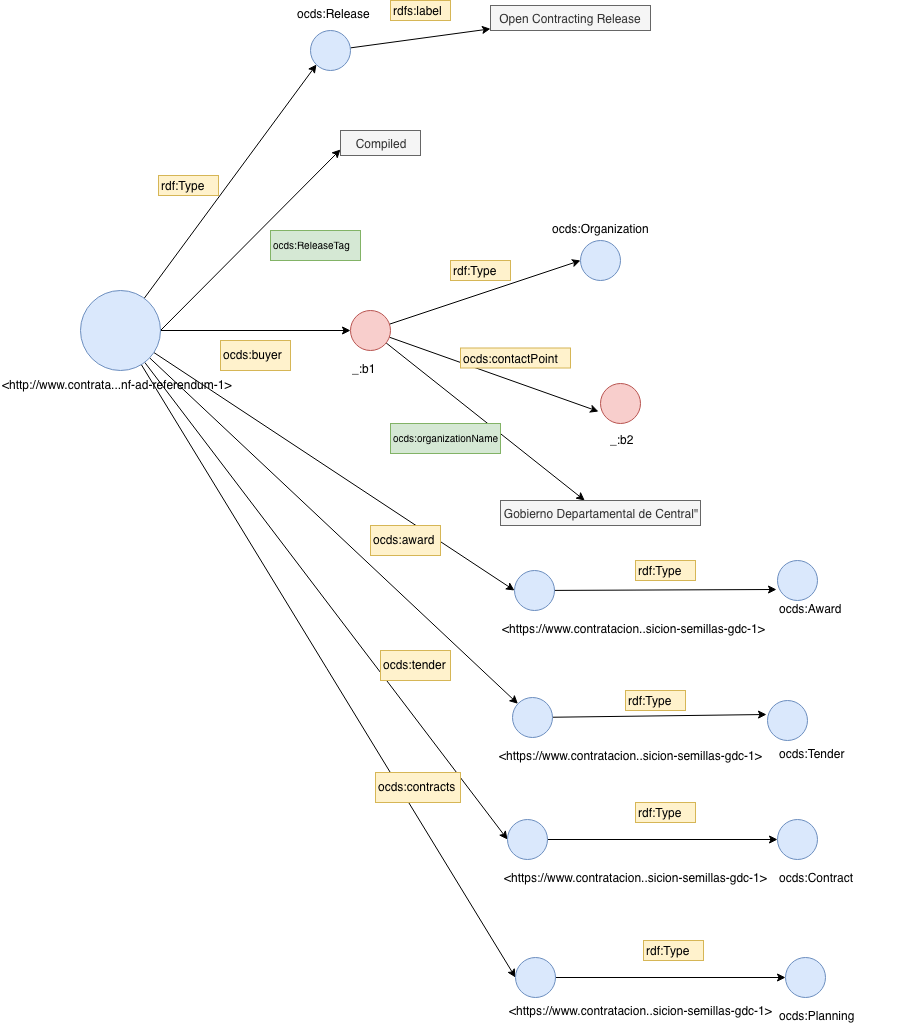 ocds:Release
rdfs:label
Open Contracting Release
Compiled
rdf:Type
ocds:ReleaseTag
ocds:Organization
rdf:Type
ocds:buyer
_:b1
ocds:contactPoint
<http://www.contrata...nf-ad-referendum-1>
_:b2
ocds:organizationName
Gobierno Departamental de Central"
ocds:award
rdf:Type
ocds:Award
<https://www.contratacion..sicion-semillas-gdc-1>
ocds:tender
rdf:Type
<https://www.contratacion..sicion-semillas-gdc-1>
ocds:Tender
ocds:contracts
rdf:Type
<https://www.contratacion..sicion-semillas-gdc-1>
ocds:Contract
rdf:Type
<https://www.contratacion..sicion-semillas-gdc-1>
ocds:Planning